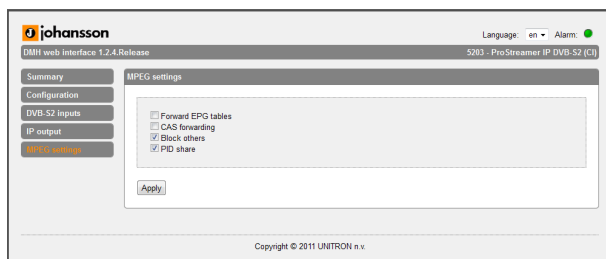 johansson
Language: en Alarm:
DMH web interface 1.2.4.Release 5203 - ProStreamer IP DVB-S2 (CI)
Summary
Configuration
DVB-S2 inputs
IP output
MPEG settings
MPEG settings
Forward EPG tables
CAS forwarding
Block others
PID share
Apply
Copyright © 2011 UNITRON n.v.